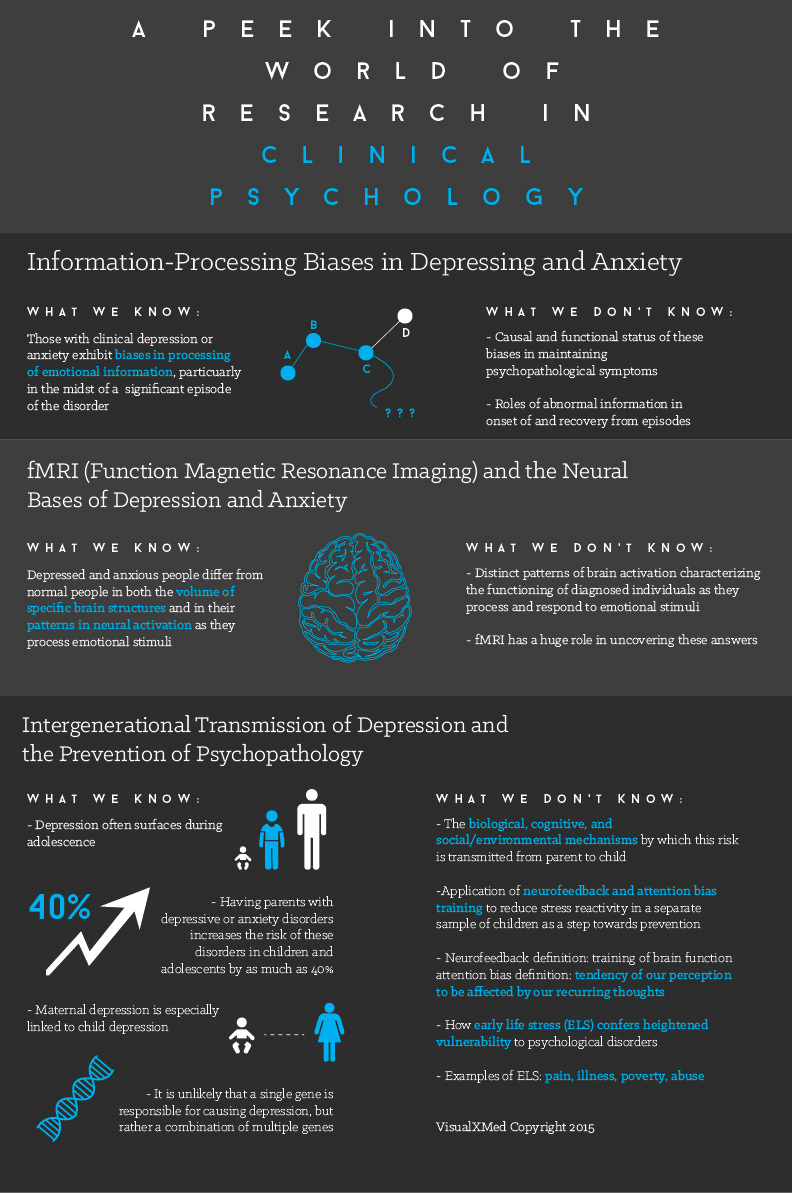 A PEEK INTO THE
WORLD OF
RESEARCH IN
CLINICAL
PSYCHOLOGY
Information-Processing Biases in Depressing and Anxiety
WHAT WE KNOW:
Those with clinical depression or
anxiety exhibit biases in processing
of emotional information, particuarly
in the midst of a significant episode
of the disorder
A
B
C
D
? ? ?
WHAT WE DON'T KNOW:
- Causal and functional status of these
biases in maintaining
psychopathological symptoms
- Roles of abnormal information in
onset of and recovery from episodes
fMRI (Function Magnetic Resonance Imaging) and the Neural
Bases of Depression and Anxiety
WHAT WE KNOW:
Depressed and anxious people differ from
normal people in both the volume of
specific brain structures and in their
patterns in neural activation as they
process emotional stimuli
WHAT WE DON'T KNOW:
- Distinct patterns of brain activation characterizing
the functioning of diagnosed individuals as they
process and respond to emotional stimuli
- fMRI has a huge role in uncovering these answers
Intergenerational Transmission of Depression and
the Prevention of Psychopathology
WHAT WE KNOW:
- Depression often surfaces during
adolescence
40%
- Having parents with
depressive or anxiety disorders
increases the risk of these
disorders in children and
adolescents by as much as 40%
- Maternal depression is especially
linked to child depression
- It is unlikely that a single gene is
responsible for causing depression, but
rather a combination of multiple genes
WHAT WE DON'T KNOW:
- The biological, cognitive, and
social/environmental mechanisms by which this risk
is transmitted from parent to child
-Application of neurofeedback and attention bias
training to reduce stress reactivity in a separate
sample of children as a step towards prevention
- Neurofeedback definition: training of brain function
attention bias definition: tendency of our perception
to be affected by our recurring thoughts
- How early life stress (ELS) confers heightened
vulnerability to psychological disorders
- Examples of ELS: pain, illness, poverty, abuse
VisualXMed Copyright 2015